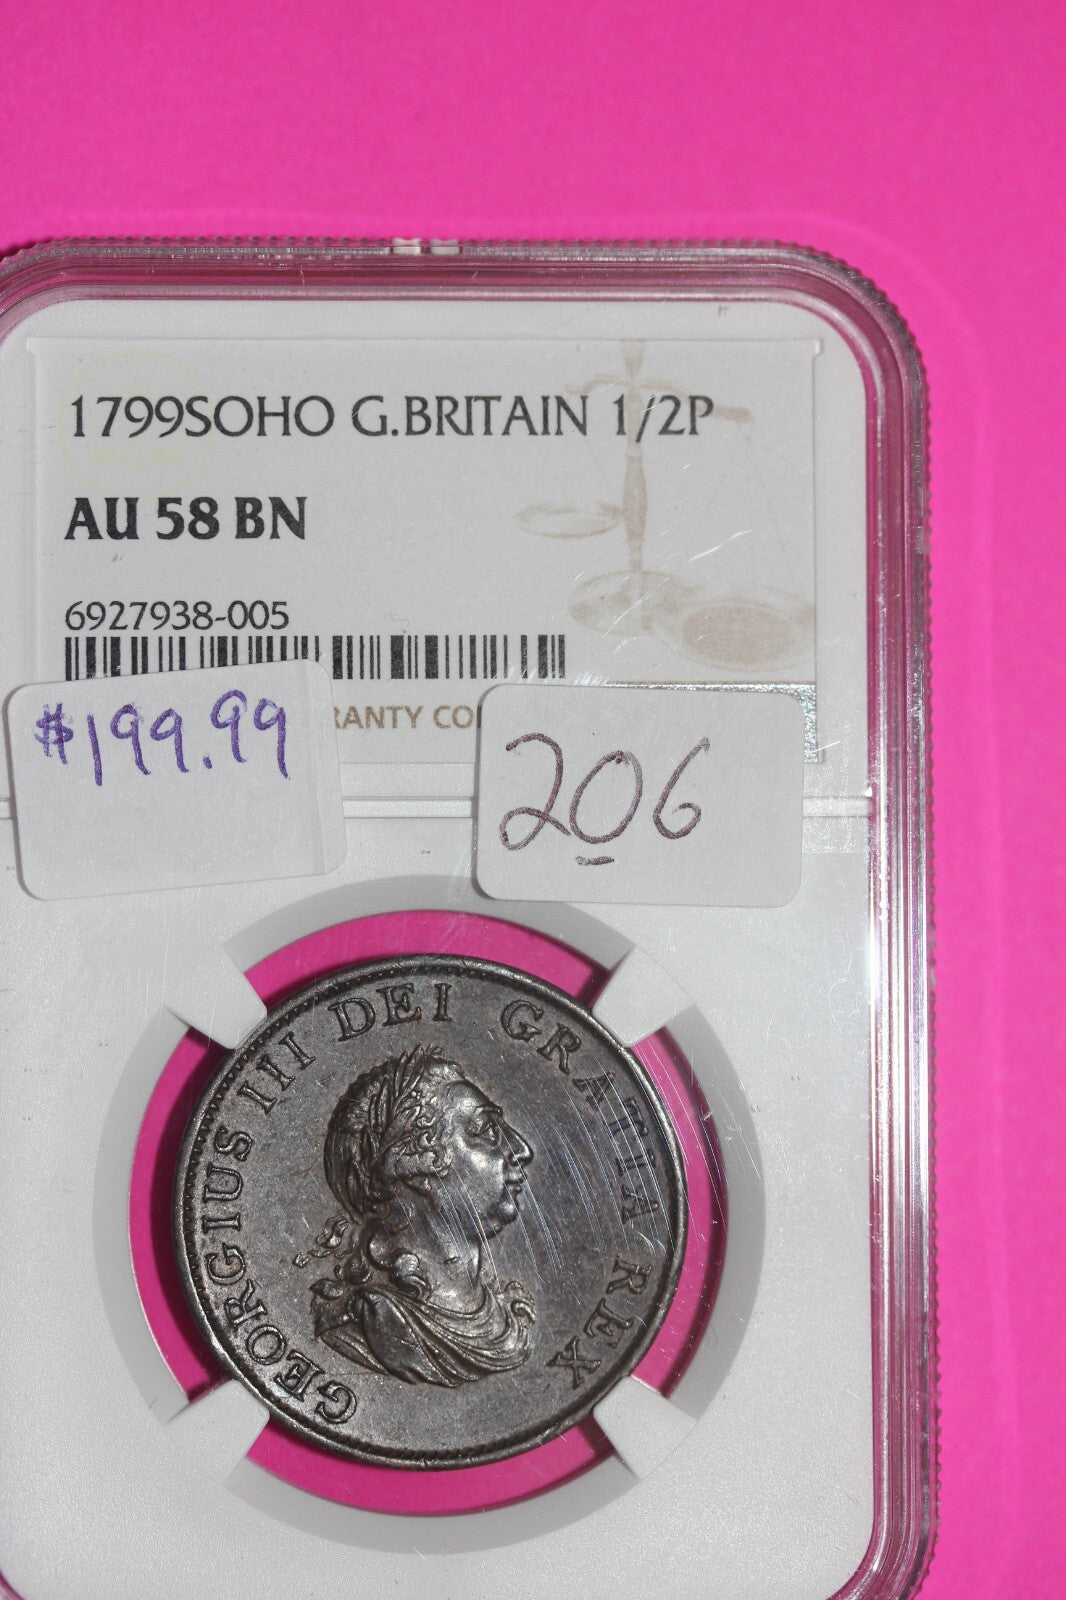 1799SOHO G.BRITAIN 1/2P
AU 58 BN
6927938-005
RANTY CO
$199.99
206
GEORGIUS III DEI GRATIA REX